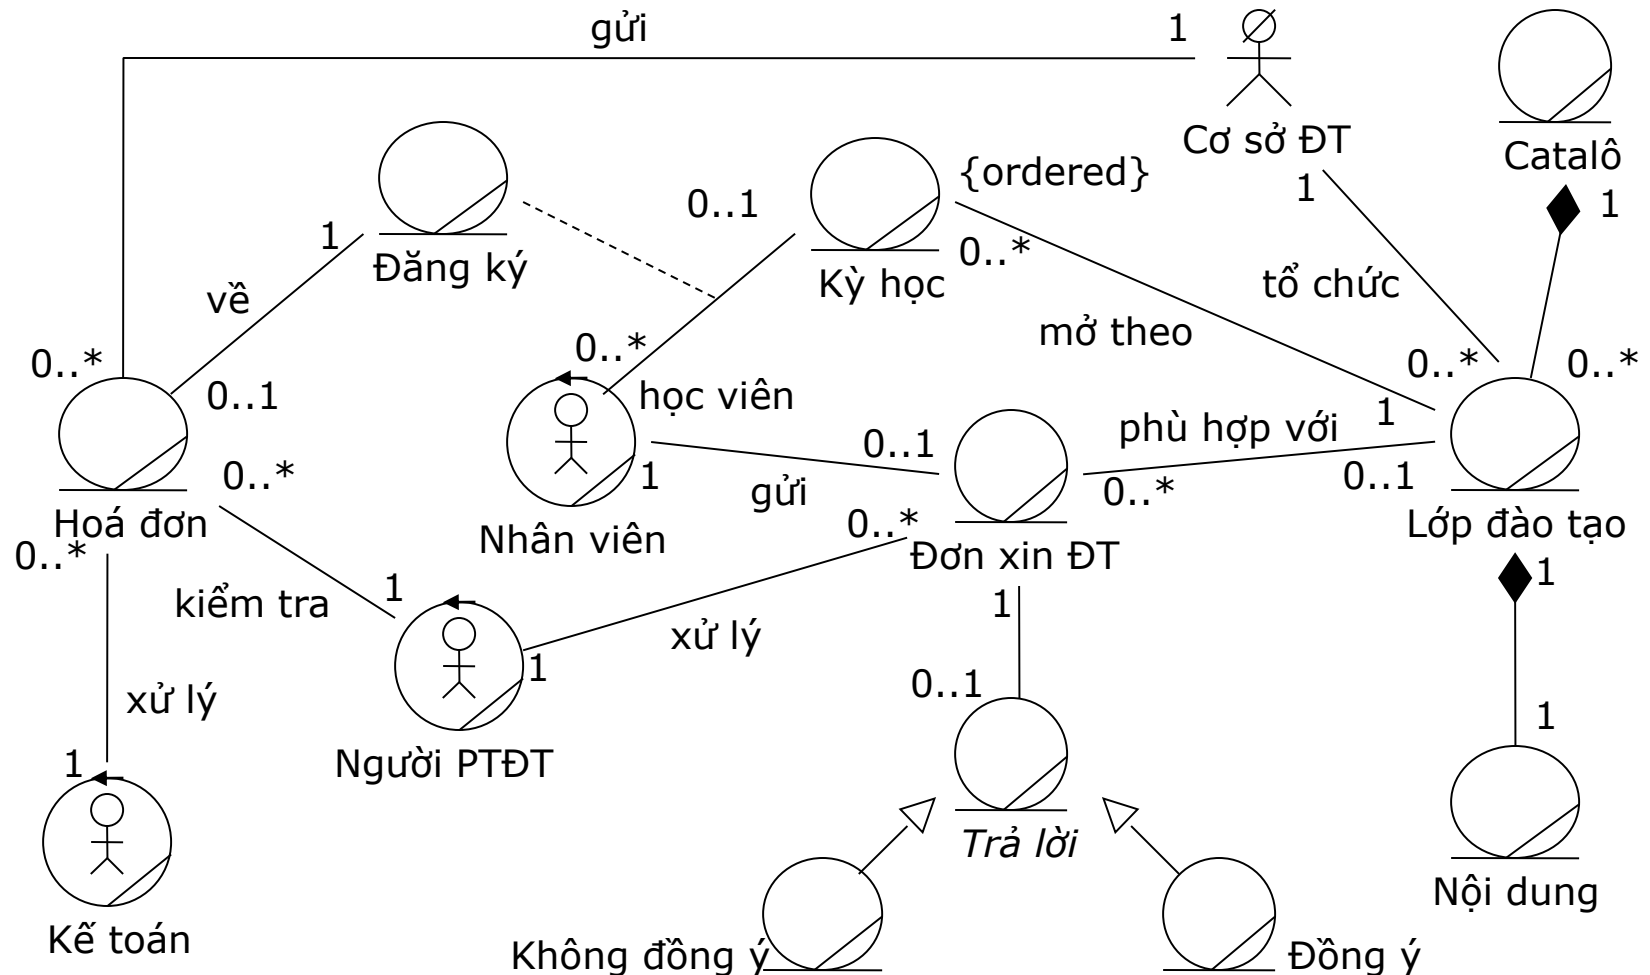 gửi
1
Cơ sở ĐT
1
Catalô
1
Đăng ký
1
0..1
{ordered}
0..*
Kỳ học
về
tổ chức
mở theo
0..*
0..1
0..*
học viên
0..*
0..*
1
Hoá đơn
0..*
0..*
Nhân viên
1
gửi
0..1
0..*
Đơn xin ĐT
phù hợp với
0..*
0..1
Lớp đào tạo
1
kiểm tra
1
xử lý
1
1
0..1
xử lý
1
Người PTĐT
Trả lời
1
Nội dung
Kế toán
Không đồng ý
Đồng ý